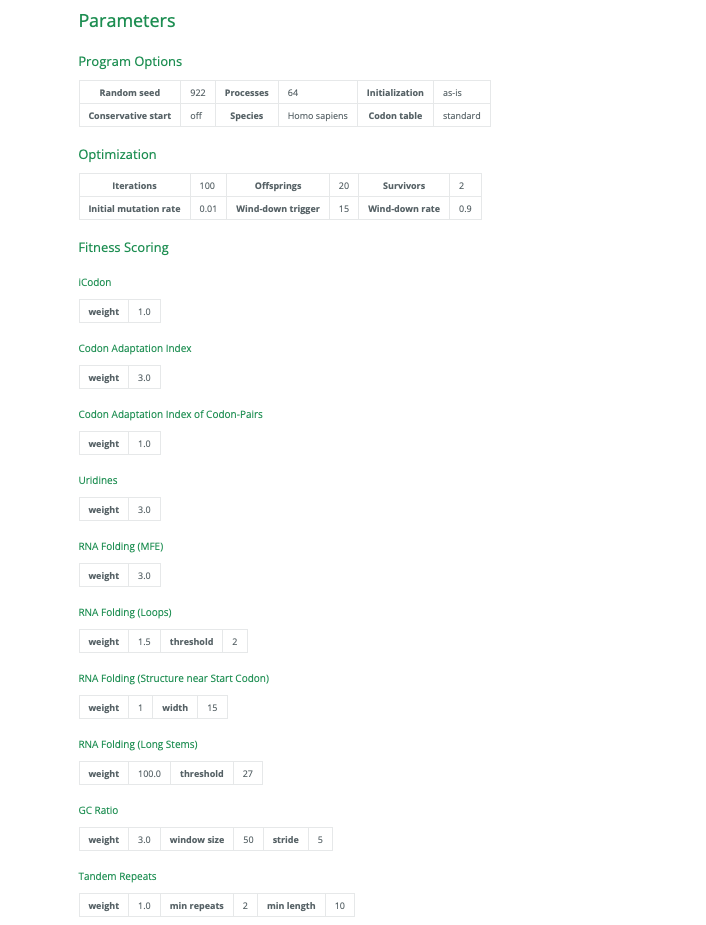 Parameters
Program Options
Random seed 922 Processes 64 Initialization as-is
Conservative start off Species Homo sapiens Codon table standard
Optimization
Iterations 100 Offsprings 20 Survivors 2
Initial mutation rate 0.01 Wind-down trigger 15 Wind-down rate 0.9
Fitness Scoring
iCodon
weight 1.0
Codon Adaptation Index
weight 3.0
Codon Adaptation Index of Codon-Pairs
weight 1.0
Uridines
weight 3.0
RNA Folding (MFE)
weight 3.0
RNA Folding (Loops)
weight 1.5 threshold 2
RNA Folding (Structure near Start Codon)
weight 1 width 15
RNA Folding (Long Stems)
weight 100.0 threshold 27
GC Ratio
weight 3.0 window size 50 stride 5
Tandem Repeats
weight 1.0 min repeats 2 min length 10